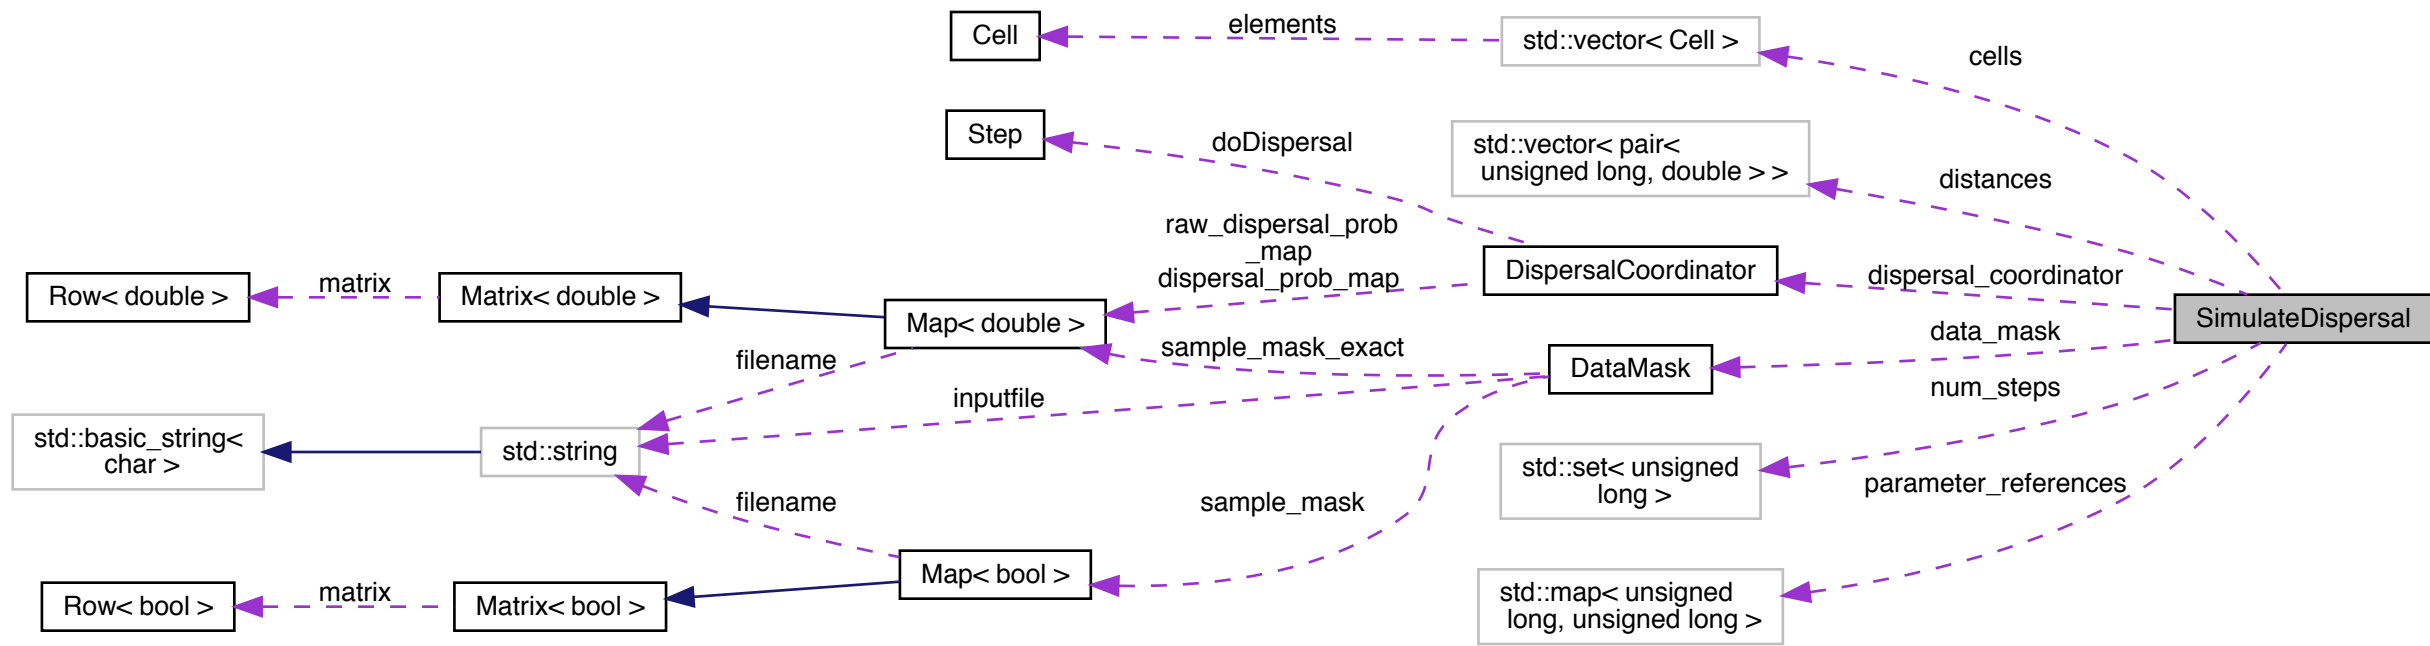 elements
Cell
std::vector< Cell >
cells
Step
doDispersal
std::vector< pair<
unsigned long, double > >
distances
raw_dispersal_prob
_map
dispersal_prob_map
DispersalCoordinator
dispersal_coordinator
Row< double >
matrix
Matrix< double >
Map< double >
SimulateDispersal
sample_mask_exact
data_mask
filename
DataMask
num_steps
inputfile
std::basic_string<
char >
std::string
std::set< unsigned
long >
parameter_references
filename
sample_mask
Map< bool >
Row< bool >
matrix
Matrix< bool >
std::map< unsigned
long, unsigned long >